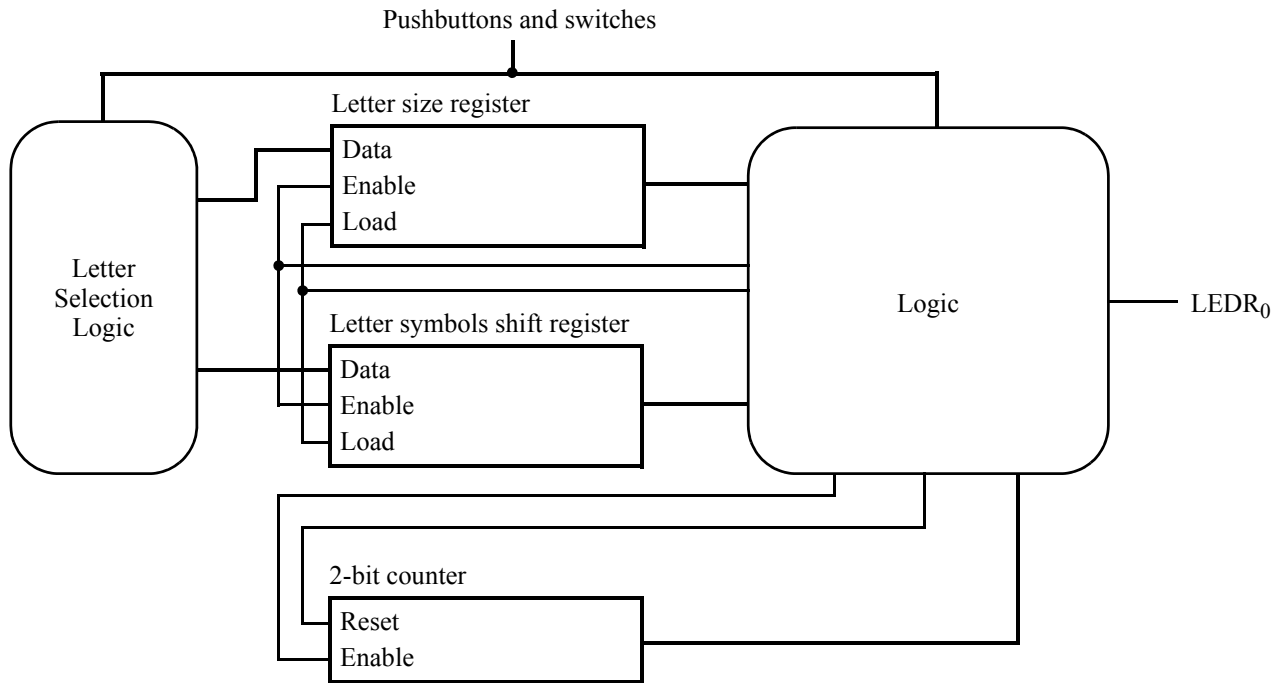 Pushbuttons and switches
Letter size register
Data
Enable
Load
Letter
Selection
Logic
Logic
LEDR0
Letter symbols shift register
Data
Enable
Load
2-bit counter
Reset
Enable